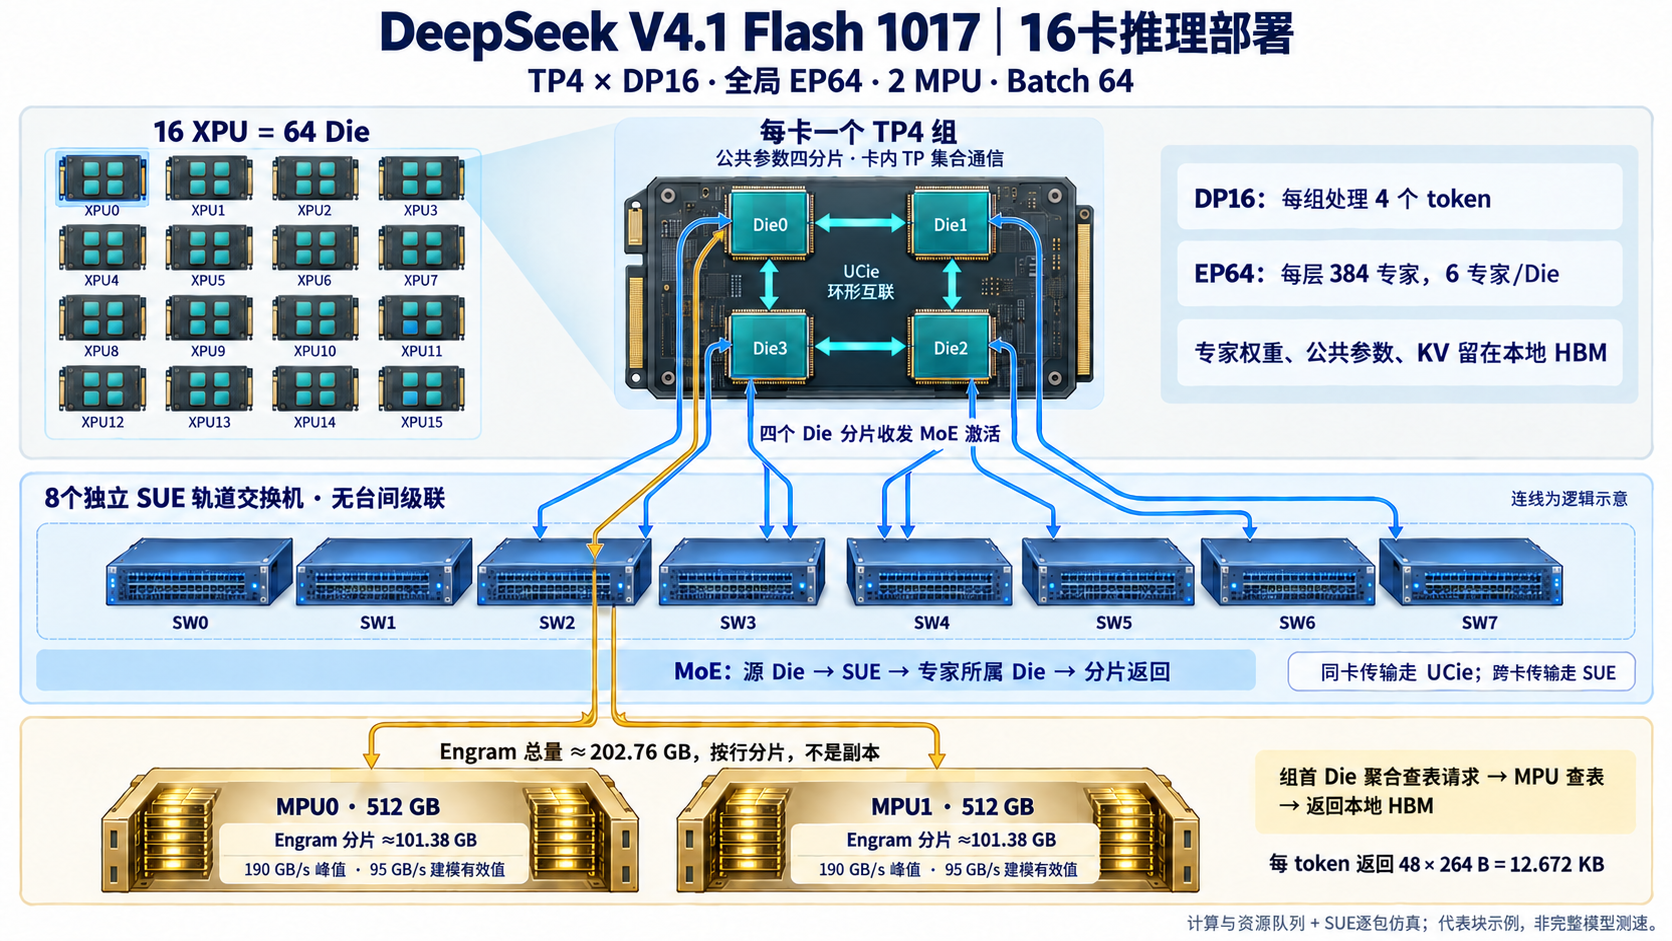 DeepSeek V4.1 Flash 1017 | 16卡推理部署
TP4 × DP16 · 全局 EP64 · 2 MPU · Batch 64
16 XPU = 64 Die
XPU0 XPU1 XPU2 XPU3
XPU4 XPU5 XPU6 XPU7
XPU8 XPU9 XPU10 XPU11
XPU12 XPU13 XPU14 XPU15
每卡一个 TP4 组
公共参数四分片 · 卡内 TP 集合通信
Die0 Die1
UCie
环形互联
Die3 Die2
四个 Die 分片收发 MoE 激活
DP16：每组处理 4 个 token
EP64：每层 384 专家，6 专家/Die
专家权重、公共参数、KV 留在本地 HBM
8个独立 SUE 轨道交换机 · 无台间级联
连线为逻辑示意
SW0 SW1 SW2 SW3 SW4 SW5 SW6 SW7
MoE：源 Die → SUE → 专家所属 Die → 分片返回
同卡传输走 UCie；跨卡传输走 SUE
Engram 总量 ≈202.76 GB，按行分片，不是副本
MPU0 · 512 GB
Engram 分片 ≈101.38 GB
190 GB/s 峰值 · 95 GB/s 建模有效值
MPU1 · 512 GB
Engram 分片 ≈101.38 GB
190 GB/s 峰值 · 95 GB/s 建模有效值
组首 Die 聚合查表请求 → MPU 查表
→ 返回本地 HBM
每 token 返回 48 × 264 B = 12.672 KB
计算与资源队列 + SUE逐包仿真；代表块示例，非完整模型测速。